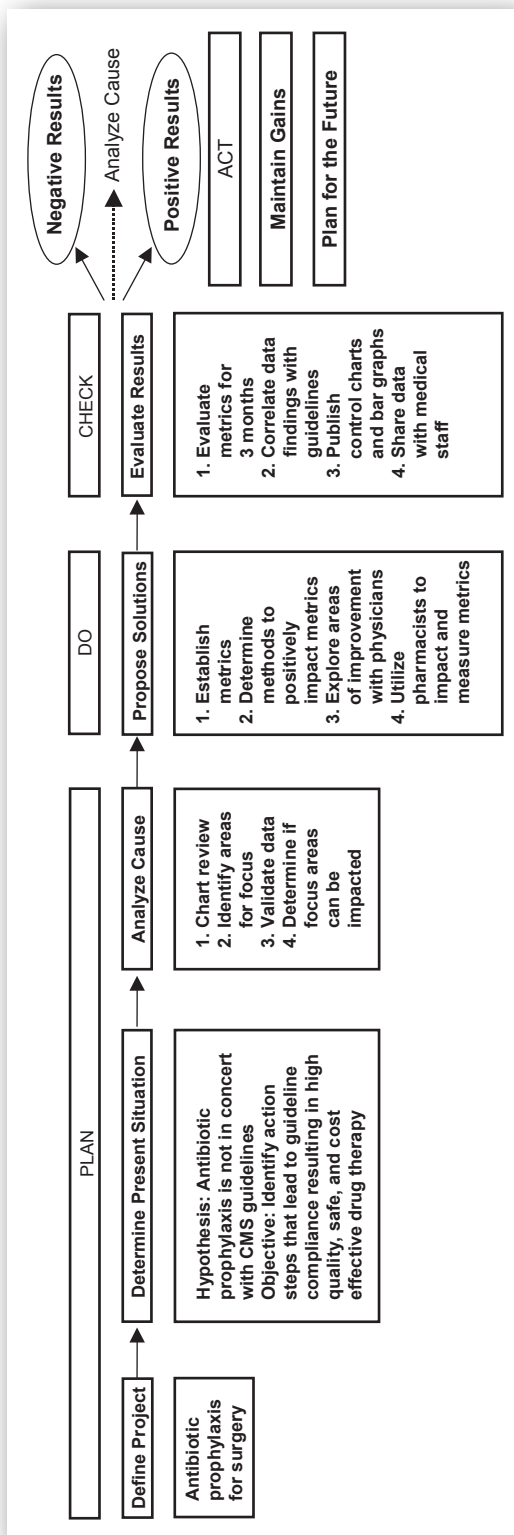 PLAN
Define Project
Antibiotic
prophylaxis
for surgery
Determine Present Situation
Hypothesis: Antibiotic
prophylaxis is not in concert
with CMS guidelines
Objective: Identify action
steps that lead to guideline
compliance resulting in high
quality, safe, and cost
effective drug therapy
Analyze Cause
1. Chart review
2. Identify areas
for focus
3. Validate data
4. Determine if
focus areas
can be
impacted
DO
Propose Solutions
1. Establish
metrics
2. Determine
methods to
positively
impact metrics
3. Explore areas
of improvement
with physicians
4. Utilize
pharmacists to
impact and
measure metrics
CHECK
Evaluate Results
1. Evaluate
metrics for
3 months
2. Correlate data
findings with
guidelines
3. Publish
control charts
and bar graphs
4. Share data
with medical
staff
Negative Results
Analyze Cause
Positive Results
ACT
Maintain Gains
Plan for the Future